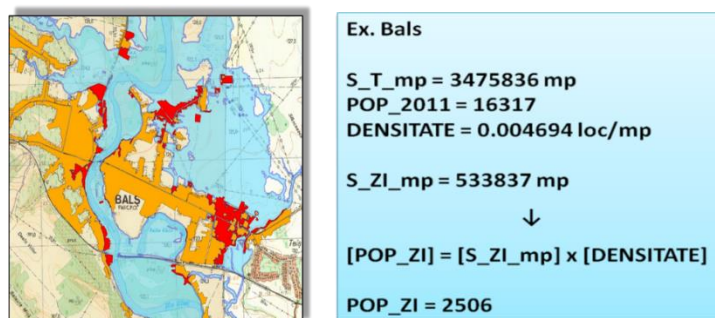 BALS
Ex. Bals
S_T_mp = 3475836 mp
POP_2011 = 16317
DENSITATE = 0.004694 loc/mp
S_ZI_mp = 533837 mp
↓
[POP_ZI] = [S_ZI_mp] x [DENSITATE]
POP_ZI = 2506